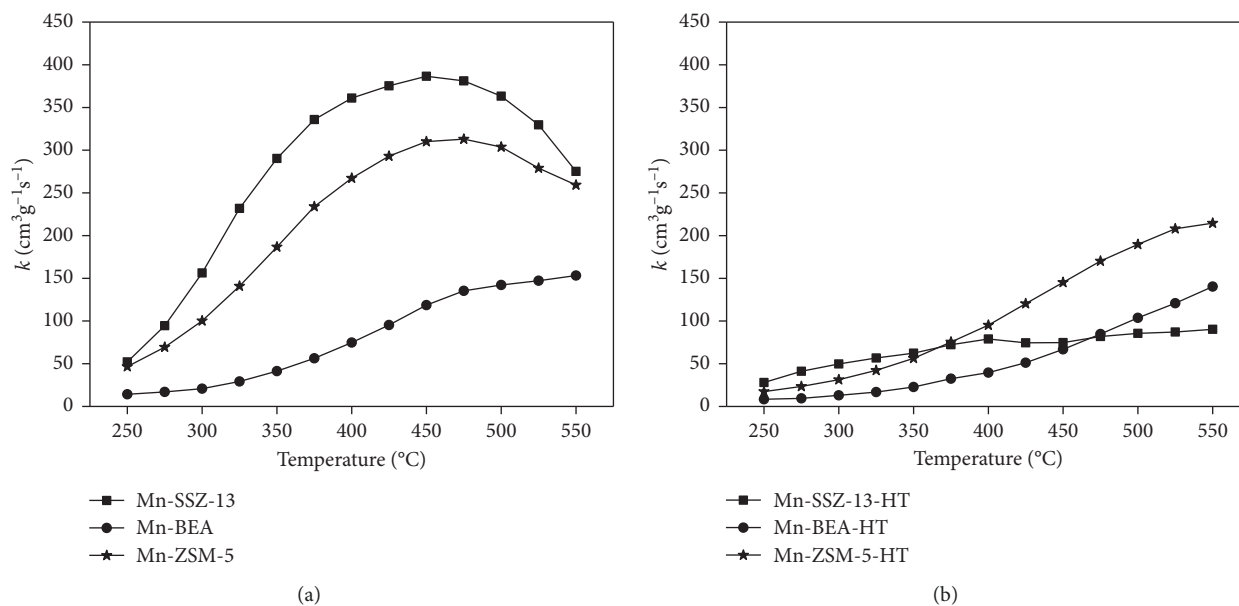 450
400
350
300
250
200
150
100
50
0
k (cm³g⁻¹s⁻¹)
250 300 350 400 450 500 550
Temperature (°C)
Mn-SSZ-13
Mn-BEA
Mn-ZSM-5
(a)
450
400
350
300
250
200
150
100
50
0
k (cm³g⁻¹s⁻¹)
250 300 350 400 450 500 550
Temperature (°C)
Mn-SSZ-13-HT
Mn-BEA-HT
Mn-ZSM-5-HT
(b)